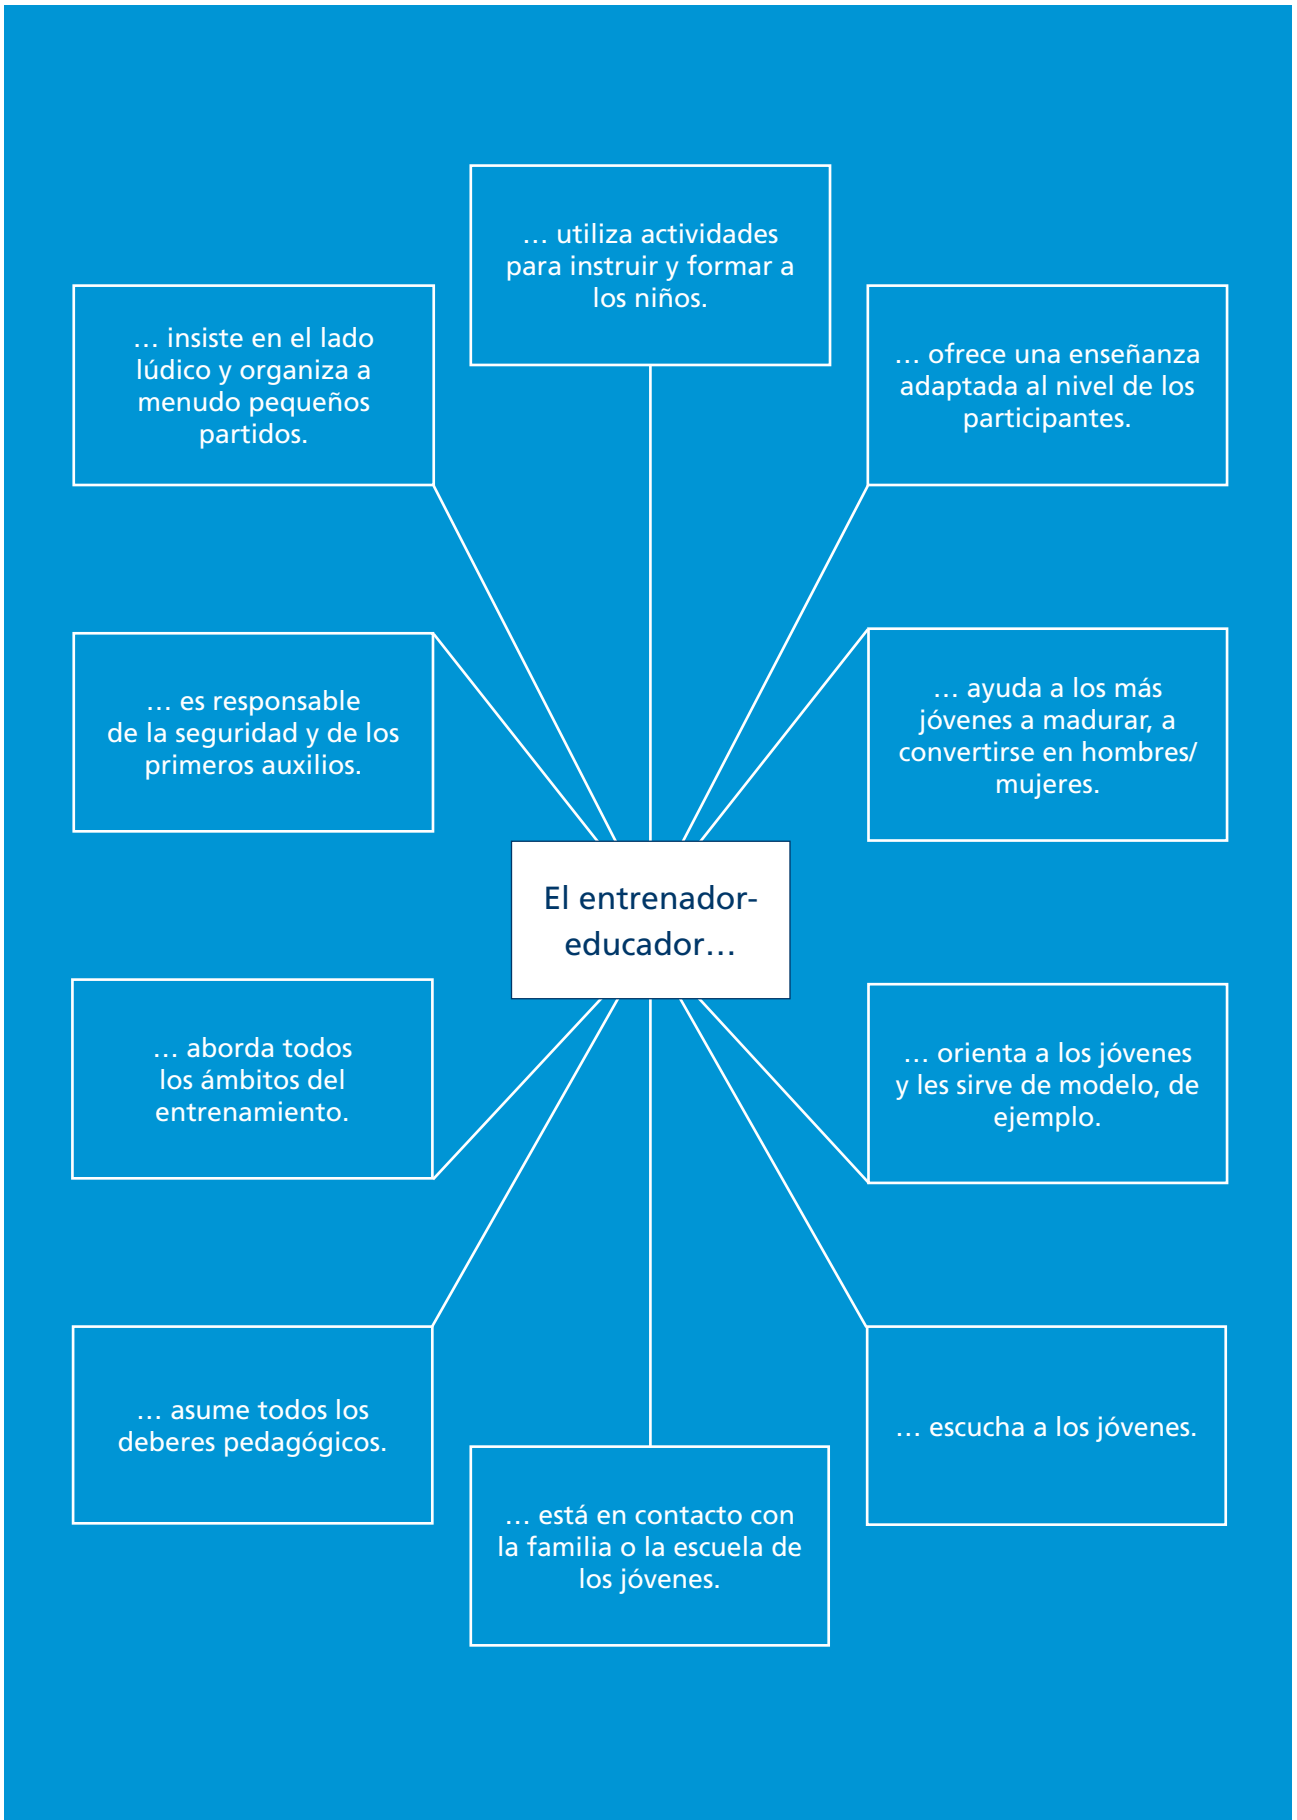 … utiliza actividades
para instruir y formar a
los niños.
… insiste en el lado
lúdico y organiza a
menudo pequeños
partidos.
… ofrece una enseñanza
adaptada al nivel de los
participantes.
… es responsable
de la seguridad y de los
primeros auxilios.
… ayuda a los más
jóvenes a madurar, a
convertirse en hombres/
mujeres.
El entrenador-
educador…
… aborda todos
los ámbitos del
entrenamiento.
… orienta a los jóvenes
y les sirve de modelo, de
ejemplo.
… asume todos los
deberes pedagógicos.
… escucha a los jóvenes.
… está en contacto con
la familia o la escuela de
los jóvenes.